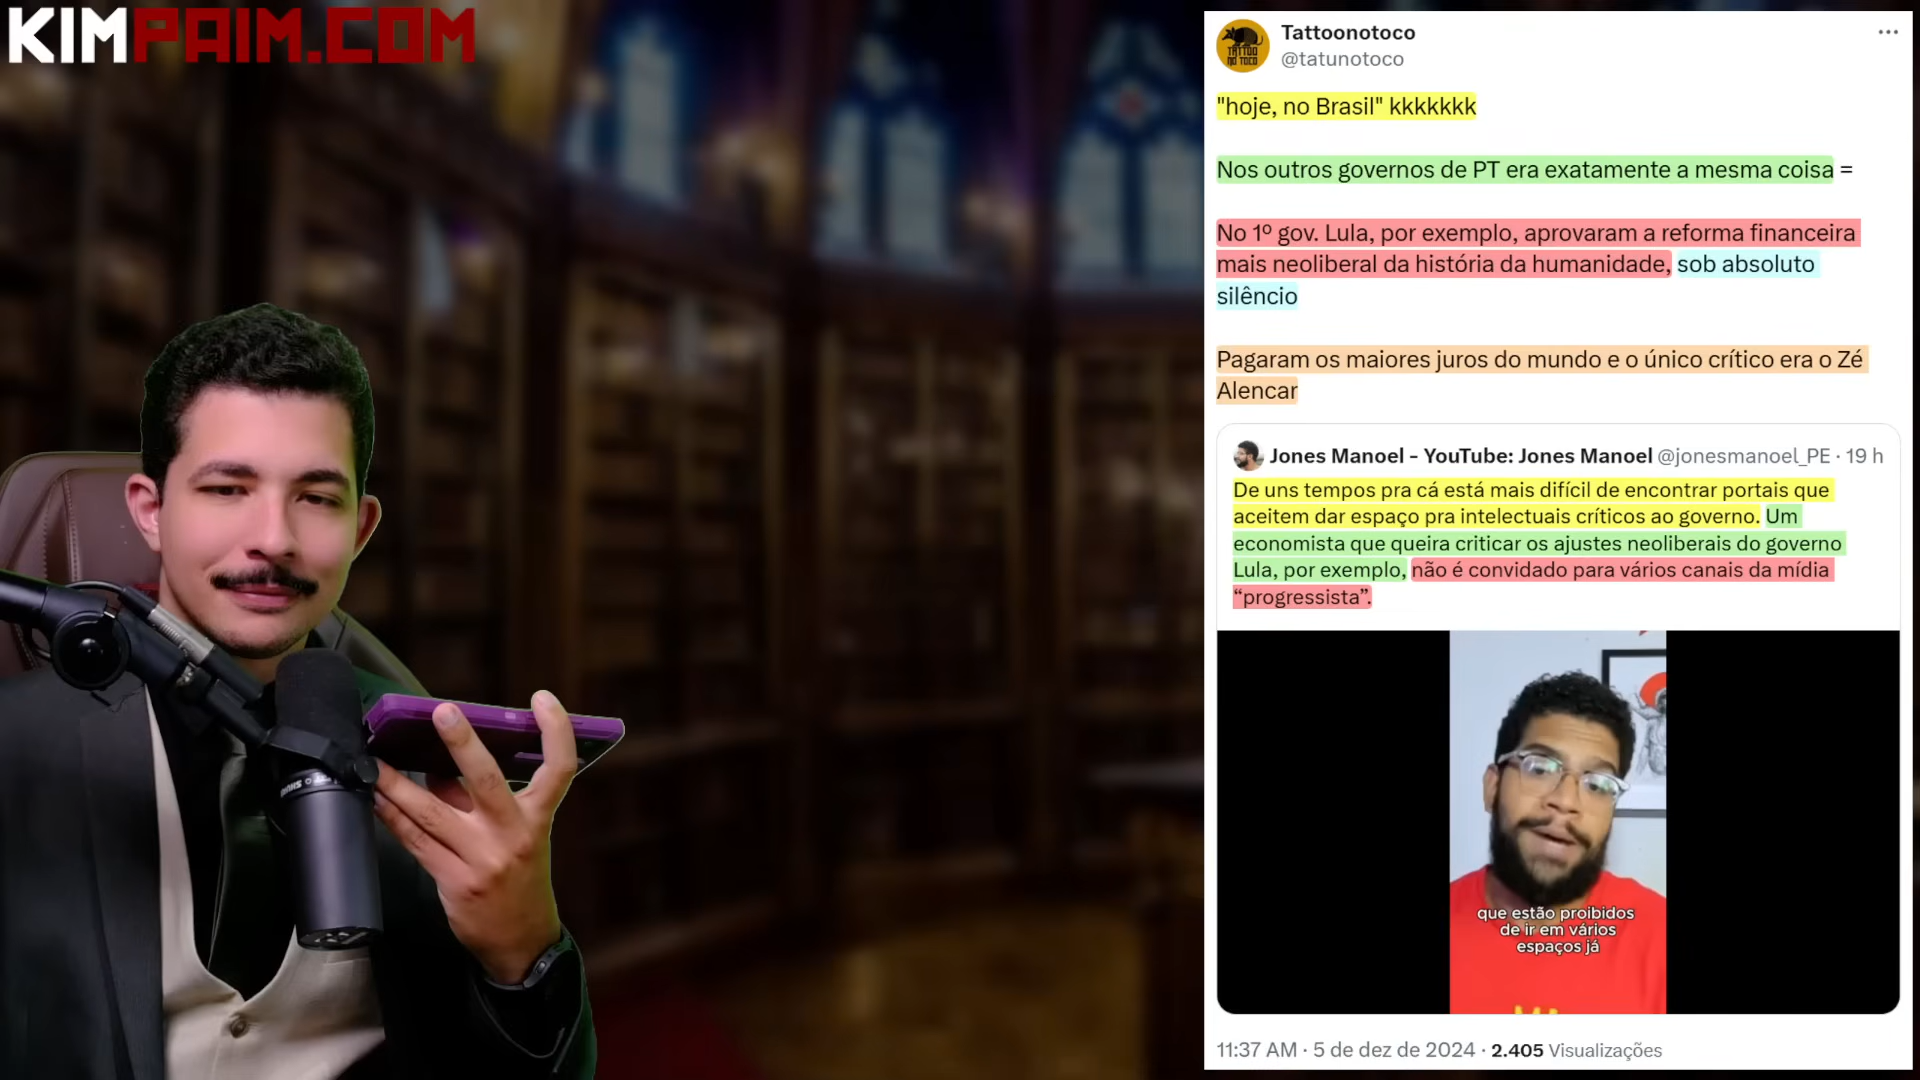 KIMPAIM.COM
Tattoonotoco
@tatunotoco
"hoje, no Brasil" kkkkkkk
Nos outros governos de PT era exatamente a mesma coisa =
No 1º gov. Lula, por exemplo, aprovaram a reforma financeira
mais neoliberal da história da humanidade, sob absoluto
silêncio
Pagaram os maiores juros do mundo e o único crítico era o Zé
Alencar
Jones Manoel - YouTube: Jones Manoel @jonesmanoel_PE · 19 h
De uns tempos pra cá está mais difícil de encontrar portais que
aceitem dar espaço pra intelectuais críticos ao governo. Um
economista que queira criticar os ajustes neoliberais do governo
Lula, por exemplo, não é convidado para vários canais da mídia
“progressista”.
que estão proibidos
de ir em vários
espaços já
11:37 AM · 5 de dez de 2024 · 2.405 Visualizações
TATTOO
NO TOCO